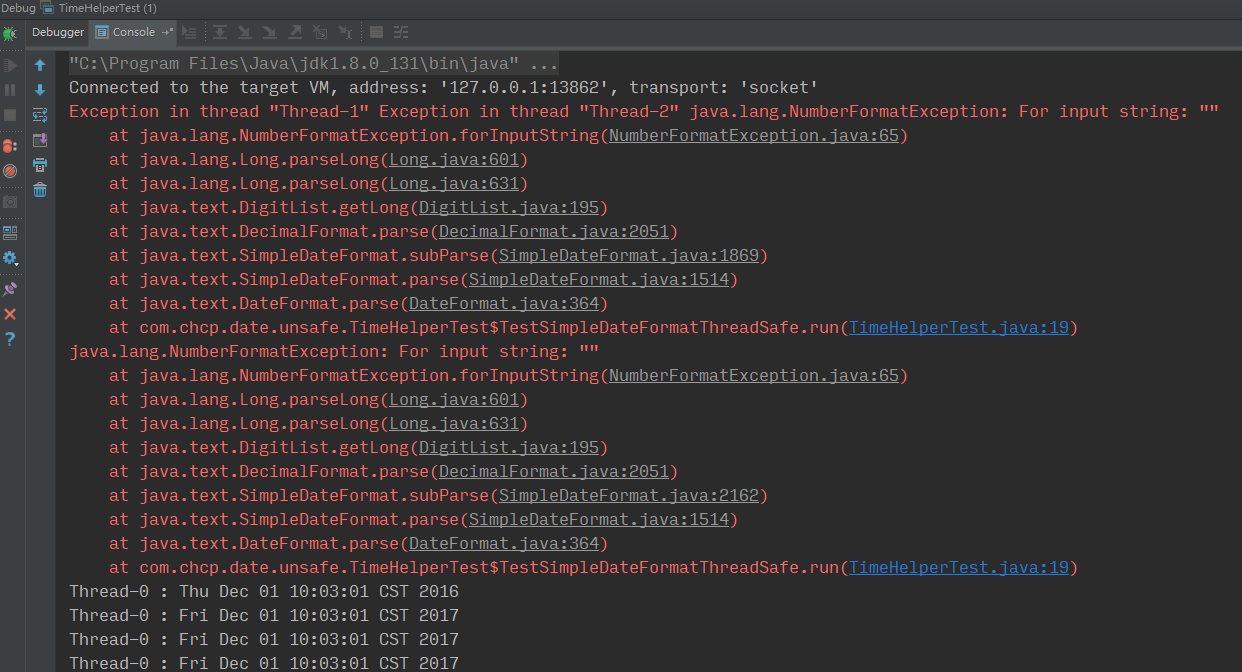 Debug TimeHelperTest (1)
Debugger Console
"C:\Program Files\Java\jdk1.8.0_131\bin\java" ...
Connected to the target VM, address: '127.0.0.1:13862', transport: 'socket'
Exception in thread "Thread-1" Exception in thread "Thread-2" java.lang.NumberFormatException: For input string: ""
    at java.lang.NumberFormatException.forInputString(NumberFormatException.java:65)
    at java.lang.Long.parseLong(Long.java:601)
    at java.lang.Long.parseLong(Long.java:631)
    at java.text.DigitList.getLong(DigitList.java:195)
    at java.text.DecimalFormat.parse(DecimalFormat.java:2051)
    at java.text.SimpleDateFormat.subParse(SimpleDateFormat.java:1869)
    at java.text.SimpleDateFormat.parse(SimpleDateFormat.java:1514)
    at java.text.DateFormat.parse(DateFormat.java:364)
    at com.chcp.date.unsafe.TimeHelperTest$TestSimpleDateFormatThreadSafe.run(TimeHelperTest.java:19)
java.lang.NumberFormatException: For input string: ""
    at java.lang.NumberFormatException.forInputString(NumberFormatException.java:65)
    at java.lang.Long.parseLong(Long.java:601)
    at java.lang.Long.parseLong(Long.java:631)
    at java.text.DigitList.getLong(DigitList.java:195)
    at java.text.DecimalFormat.parse(DecimalFormat.java:2051)
    at java.text.SimpleDateFormat.subParse(SimpleDateFormat.java:2162)
    at java.text.SimpleDateFormat.parse(SimpleDateFormat.java:1514)
    at java.text.DateFormat.parse(DateFormat.java:364)
    at com.chcp.date.unsafe.TimeHelperTest$TestSimpleDateFormatThreadSafe.run(TimeHelperTest.java:19)
Thread-0 : Thu Dec 01 10:03:01 CST 2016
Thread-0 : Fri Dec 01 10:03:01 CST 2017
Thread-0 : Fri Dec 01 10:03:01 CST 2017
Thread-0 : Fri Dec 01 10:03:01 CST 2017